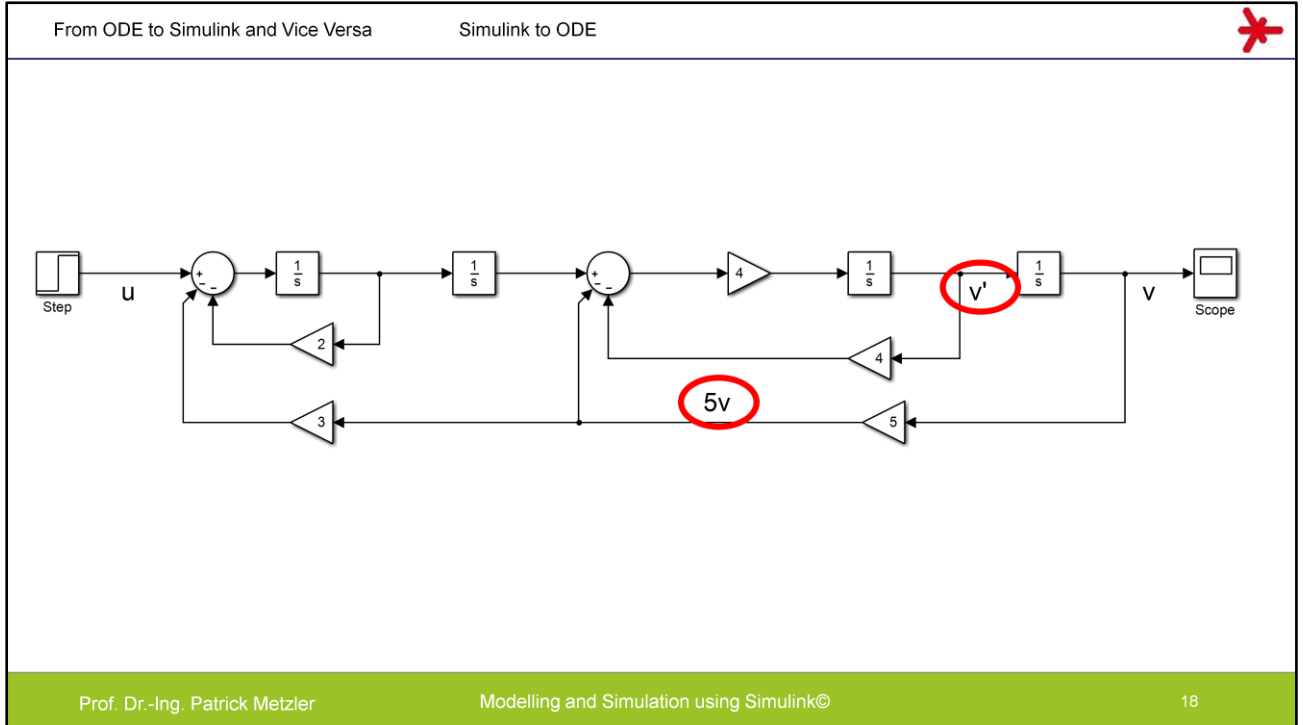 From ODE to Simulink and Vice Versa Simulink to ODE
Step
u
+
-
-
1
s
1
s
+
-
-
4
1
s
v'
1
s
v
Scope
2
4
5v
3
5
Prof. Dr.-Ing. Patrick Metzler Modelling and Simulation using Simulink© 18